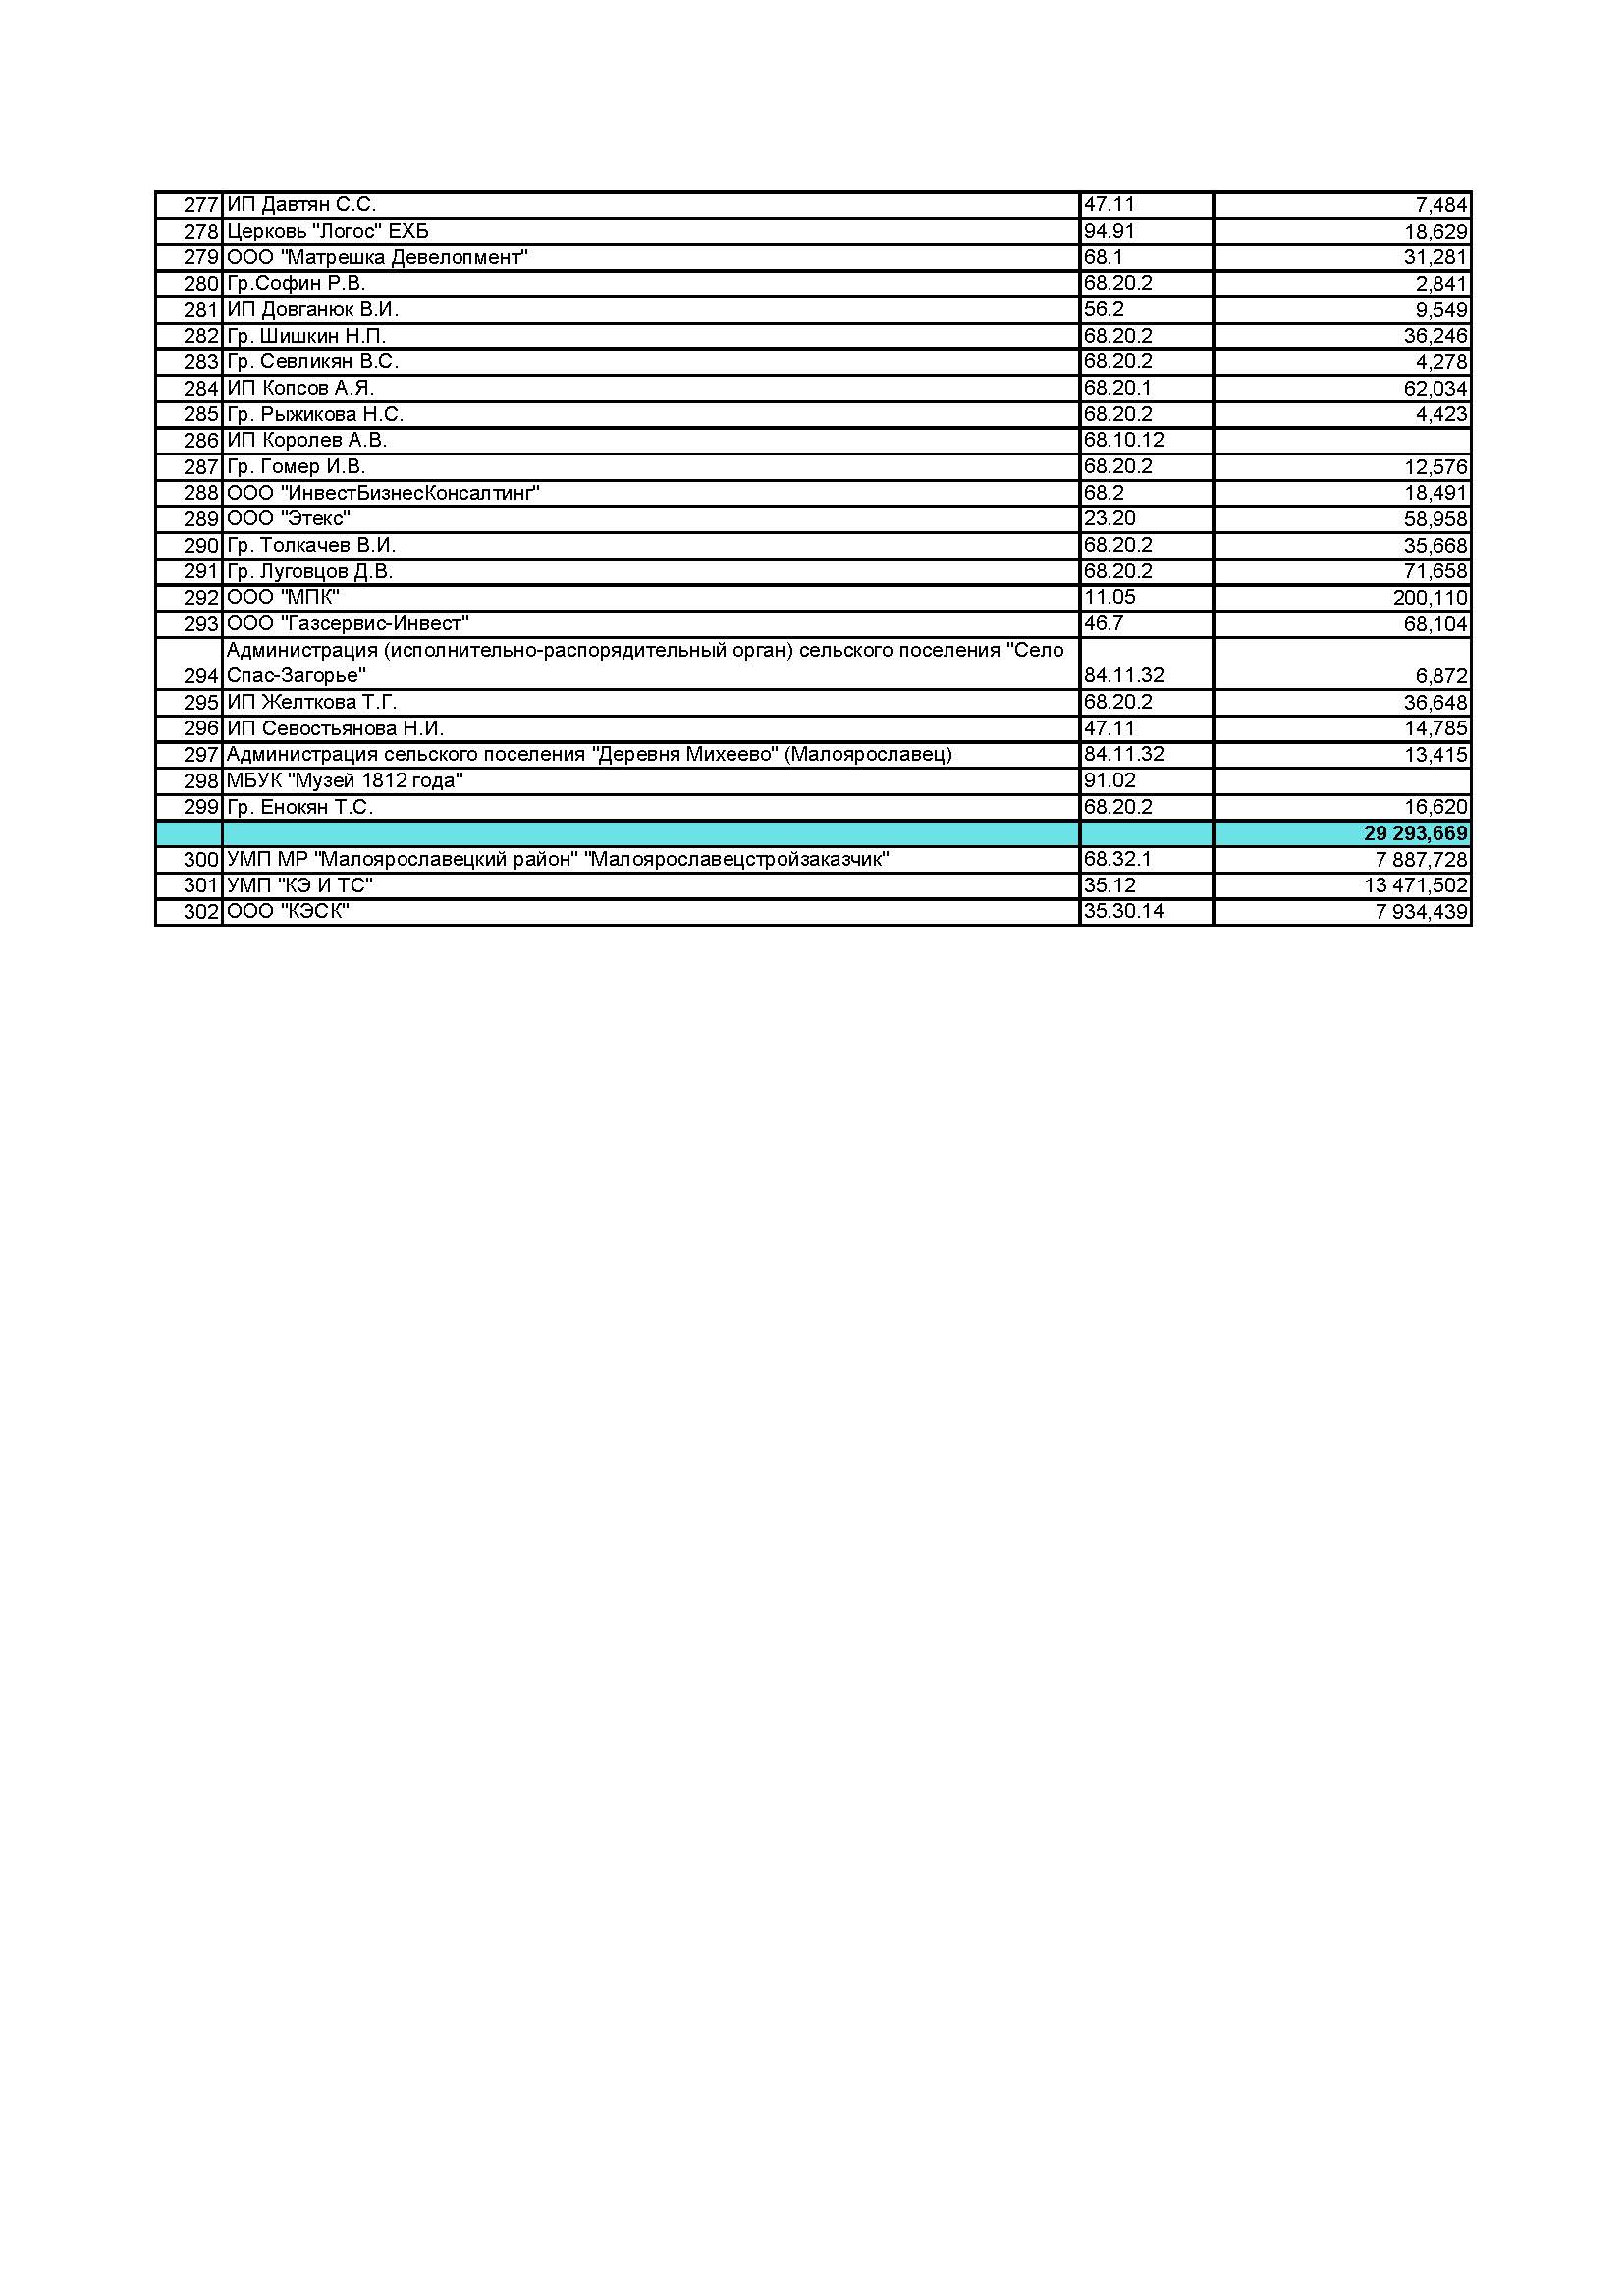 277 ИП Давтян С.С. 47.11 7,484
278 Церковь "Логос" ЕХБ 94.91 18,629
279 ООО "Матрешка Девелопмент" 68.1 31,281
280 Гр.Софин Р.В. 68.20.2 2,841
281 ИП Довганюк В.И. 56.2 9,549
282 Гр. Шишкин Н.П. 68.20.2 36,246
283 Гр. Севликян В.С. 68.20.2 4,278
284 ИП Копсов А.Я. 68.20.1 62,034
285 Гр. Рыжикова Н.С. 68.20.2 4,423
286 ИП Королев А.В. 68.10.12
287 Гр. Гомер И.В. 68.20.2 12,576
288 ООО "ИнвестБизнесКонсалтинг" 68.2 18,491
289 ООО "Этекс" 23.20 58,958
290 Гр. Толкачев В.И. 68.20.2 35,668
291 Гр. Луговцов Д.В. 68.20.2 71,658
292 ООО "МПК" 11.05 200,110
293 ООО "Газсервис-Инвест" 46.7 68,104
Администрация (исполнительно-распорядительный орган) сельского поселения "Село
294 Спас-Загорье" 84.11.32 6,872
295 ИП Желткова Т.Г. 68.20.2 36,648
296 ИП Севостьянова Н.И. 47.11 14,785
297 Администрация сельского поселения "Деревня Михеево" (Малоярославец) 84.11.32 13,415
298 МБУК "Музей 1812 года" 91.02
299 Гр. Енокян Т.С. 68.20.2 16,620
29 293,669
300 УМП МР "Малоярославецкий район" "Малоярославецстройзаказчик" 68.32.1 7 887,728
301 УМП "КЭ И ТС" 35.12 13 471,502
302 ООО "КЭСК" 35.30.14 7 934,439